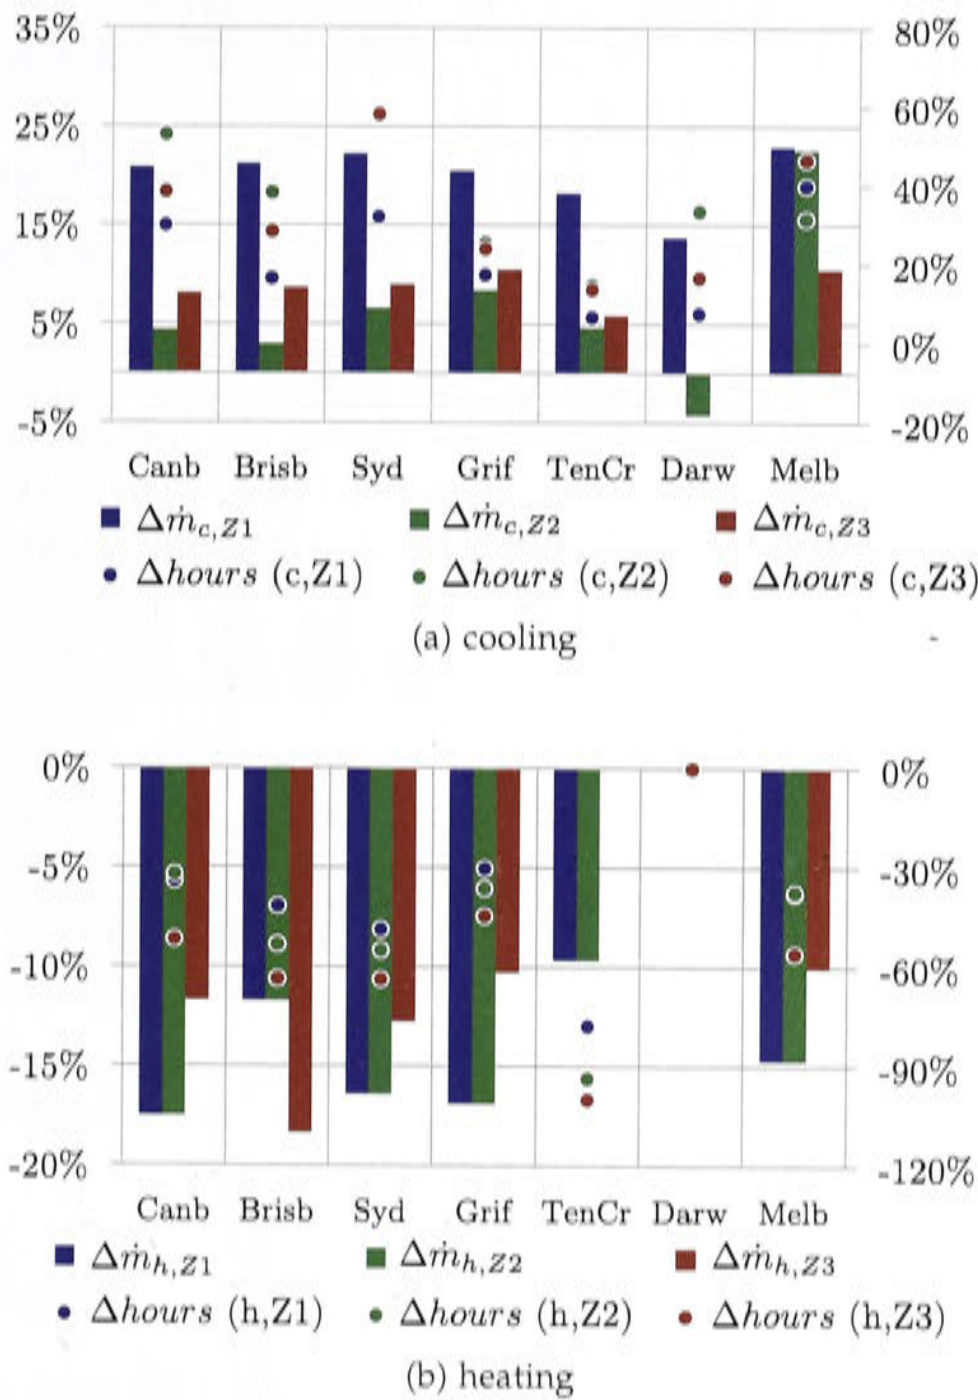 35% 80%
25% 60%
15% 40%
5% 20%
-5% 0%
-20%
Canb Brisb Syd Grif TenCr Darw Melb
Δṁc,Z1 Δṁc,Z2 Δṁc,Z3
Δhours (c,Z1) Δhours (c,Z2) Δhours (c,Z3)
(a) cooling
0% 0%
-5% -30%
-10% -60%
-15% -90%
-20% -120%
Canb Brisb Syd Grif TenCr Darw Melb
Δṁh,Z1 Δṁh,Z2 Δṁh,Z3
Δhours (h,Z1) Δhours (h,Z2) Δhours (h,Z3)
(b) heating